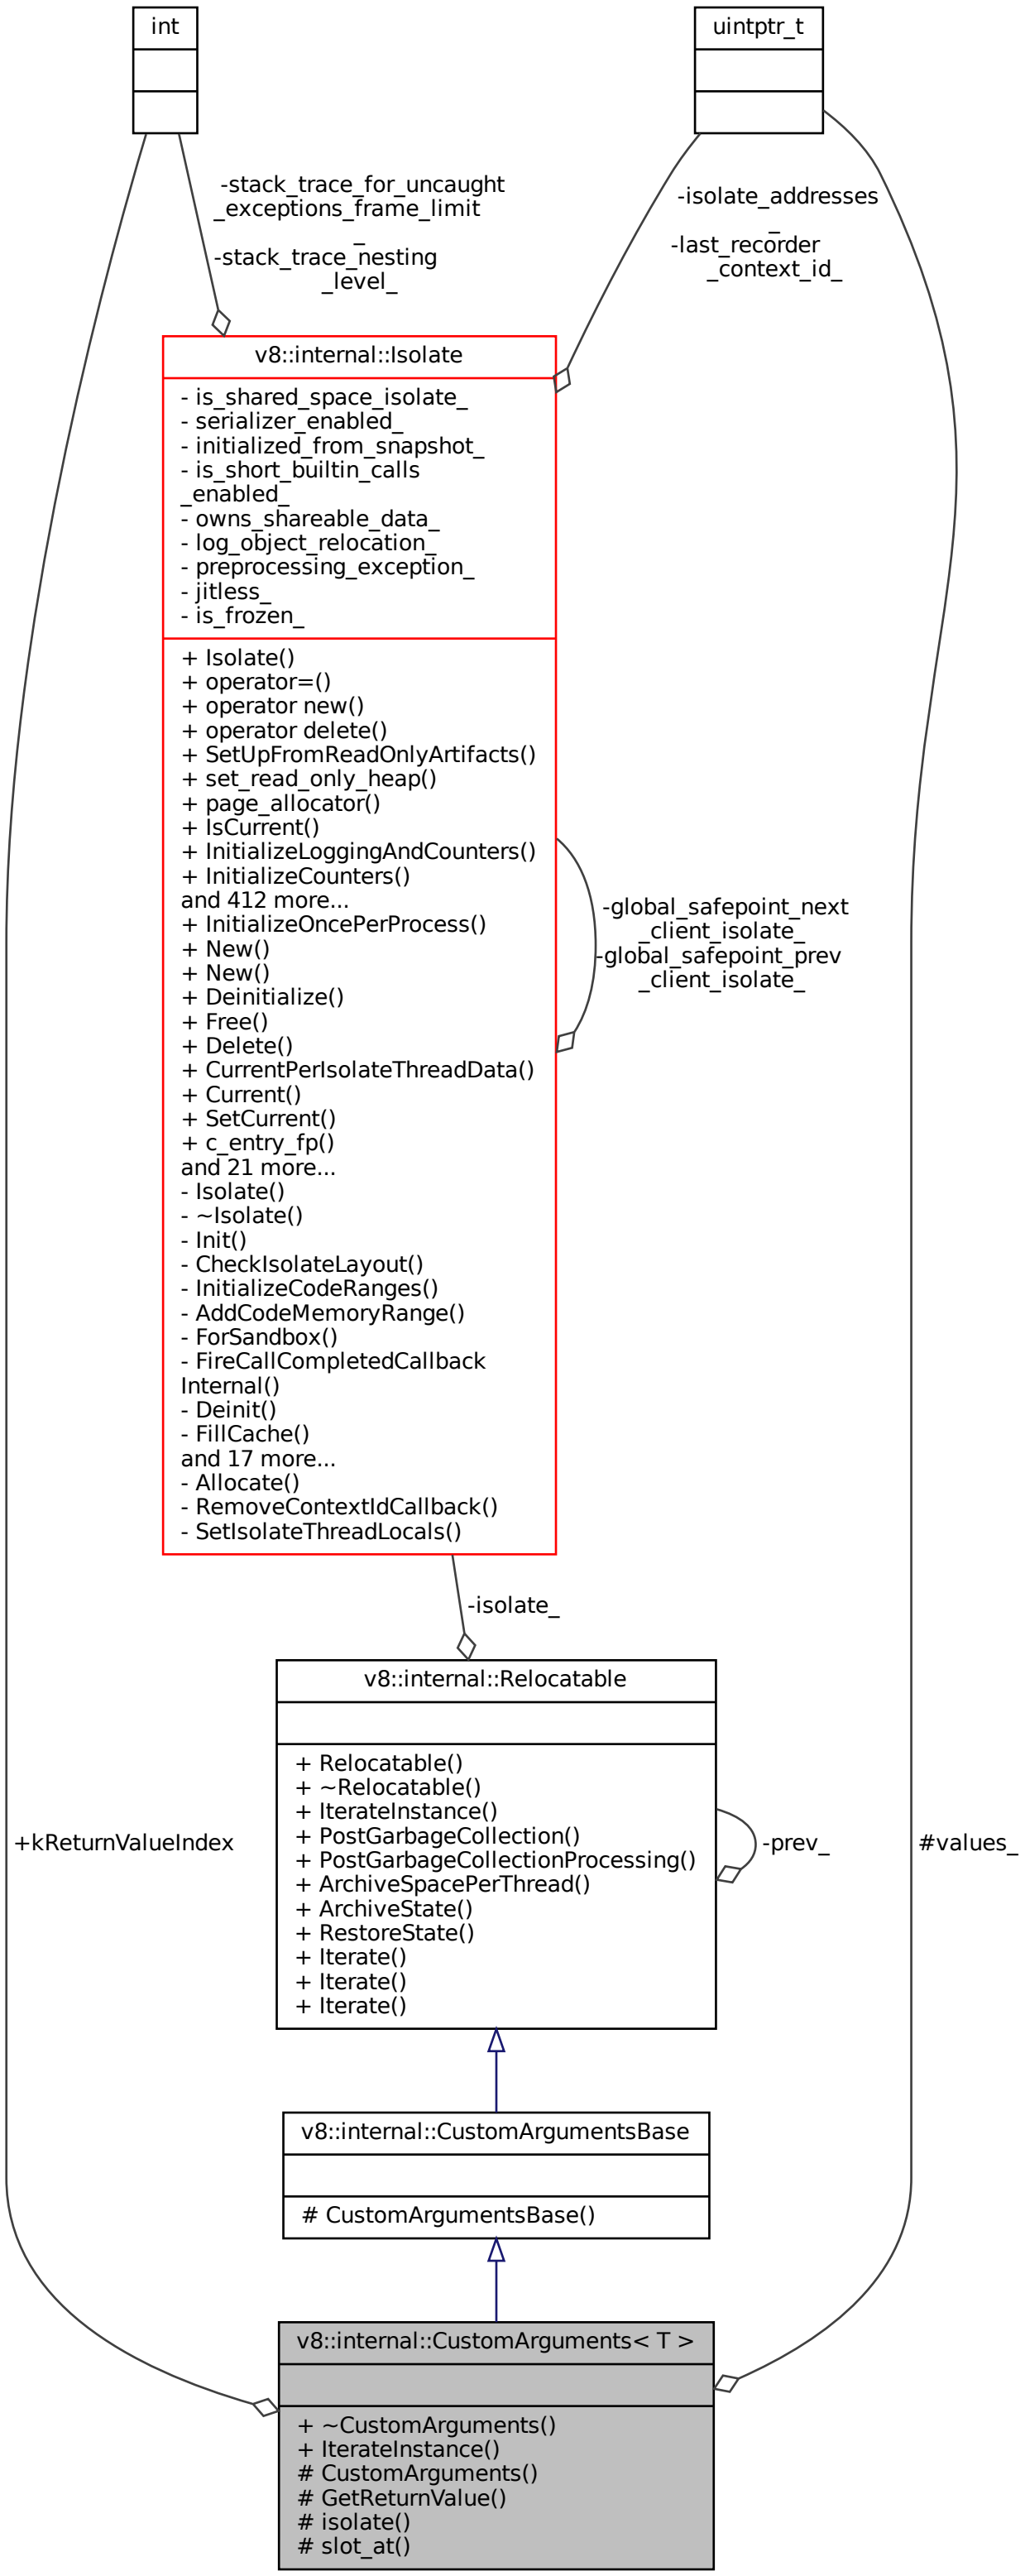 int
uintptr_t
-stack_trace_for_uncaught
_exceptions_frame_limit
_
-stack_trace_nesting
_level_
-isolate_addresses
_
-last_recorder
_context_id_
v8::internal::Isolate
- is_shared_space_isolate_
- serializer_enabled_
- initialized_from_snapshot_
- is_short_builtin_calls
_enabled_
- owns_shareable_data_
- log_object_relocation_
- preprocessing_exception_
- jitless_
- is_frozen_
+ Isolate()
+ operator=()
+ operator new()
+ operator delete()
+ SetUpFromReadOnlyArtifacts()
+ set_read_only_heap()
+ page_allocator()
+ IsCurrent()
+ InitializeLoggingAndCounters()
+ InitializeCounters()
and 412 more...
+ InitializeOncePerProcess()
+ New()
+ New()
+ Deinitialize()
+ Free()
+ Delete()
+ CurrentPerIsolateThreadData()
+ Current()
+ SetCurrent()
+ c_entry_fp()
and 21 more...
- Isolate()
- ~Isolate()
- Init()
- CheckIsolateLayout()
- InitializeCodeRanges()
- AddCodeMemoryRange()
- ForSandbox()
- FireCallCompletedCallback
Internal()
- Deinit()
- FillCache()
and 17 more...
- Allocate()
- RemoveContextIdCallback()
- SetIsolateThreadLocals()
-global_safepoint_next
_client_isolate_
-global_safepoint_prev
_client_isolate_
-isolate_
v8::internal::Relocatable
+ Relocatable()
+ ~Relocatable()
+ IterateInstance()
+ PostGarbageCollection()
+ PostGarbageCollectionProcessing()
+ ArchiveSpacePerThread()
+ ArchiveState()
+ RestoreState()
+ Iterate()
+ Iterate()
+ Iterate()
-prev_
+kReturnValueIndex
#values_
v8::internal::CustomArgumentsBase
# CustomArgumentsBase()
v8::internal::CustomArguments< T >
+ ~CustomArguments()
+ IterateInstance()
# CustomArguments()
# GetReturnValue()
# isolate()
# slot_at()